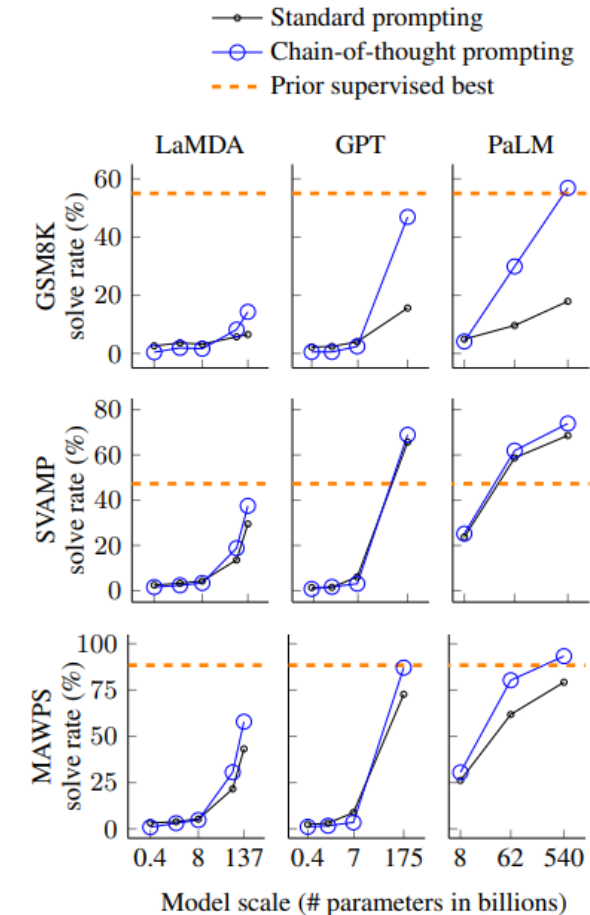 Standard prompting
Chain-of-thought prompting
Prior supervised best
LaMDA GPT PaLM
GSM8K
solve rate (%)
60
40
20
0
SVAMP
solve rate (%)
80
60
40
20
0
MAWPS
solve rate (%)
100
75
50
25
0
0.4 8 137 0.4 7 175 8 62 540
Model scale (# parameters in billions)